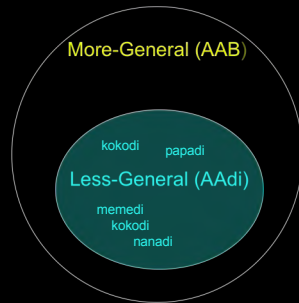 More-General (AAB)
kokodi
papadi
Less-General (AAdi)
memedi
kokodi
nanadi